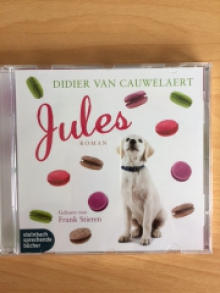 DIDIER VAN CAUWELAERT
Jules
ROMAN
Gelesen von
Frank Stieren
steinbach
sprechende
bücher